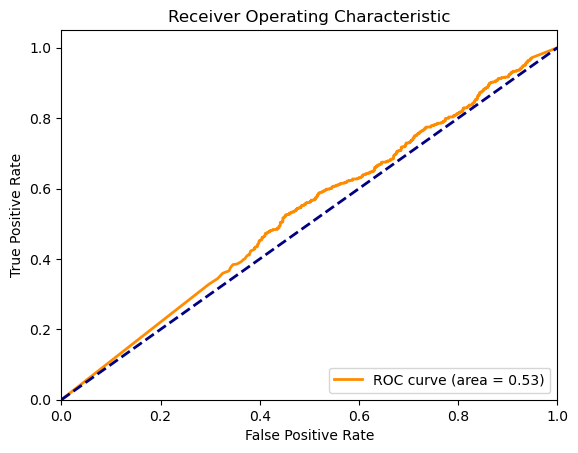 Receiver Operating Characteristic
1.0
0.8
0.6
0.4
0.2
0.0
True Positive Rate
ROC curve (area = 0.53)
0.0 0.2 0.4 0.6 0.8 1.0
False Positive Rate